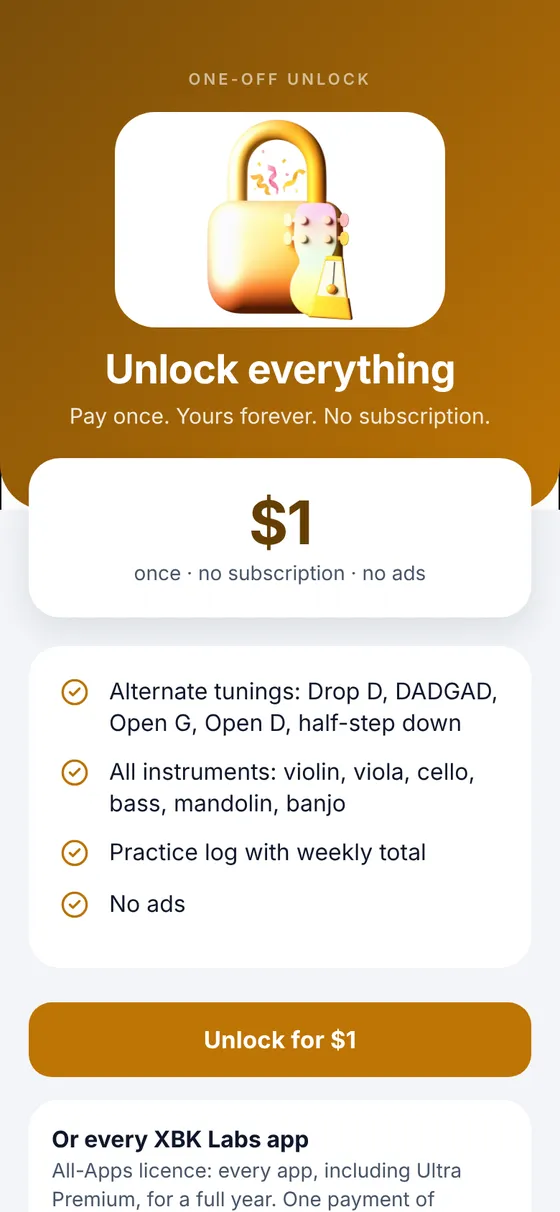 ONE-OFF UNLOCK
Unlock everything
Pay once. Yours forever. No subscription.
$1
once · no subscription · no ads
Alternate tunings: Drop D, DADGAD,
Open G, Open D, half-step down
All instruments: violin, viola, cello,
bass, mandolin, banjo
Practice log with weekly total
No ads
Unlock for $1
Or every XBK Labs app
All-Apps licence: every app, including Ultra
Premium, for a full year. One payment of